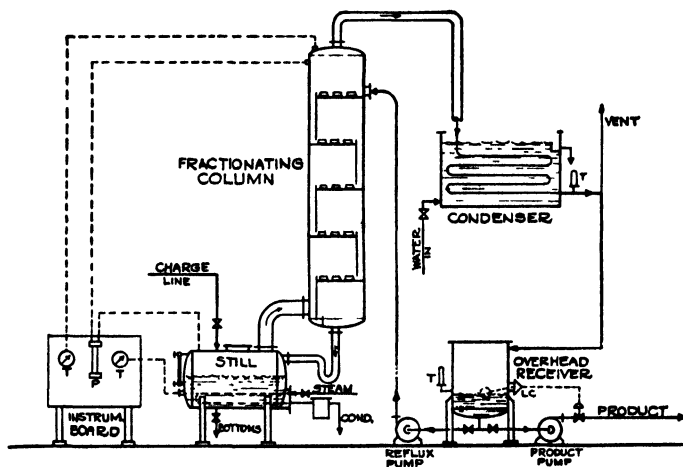 VENT
FRACTIONATING
COLUMN
T
CONDENSER
WATER
IN
CHARGE
LINE
STILL
T
P
T
STEAM
T
OVERHEAD
RECEIVER
LC
COND.
PRODUCT
INSTRUM.
BOARD
BOTTOMS
REFLUX
PUMP
PRODUCT
PUMP